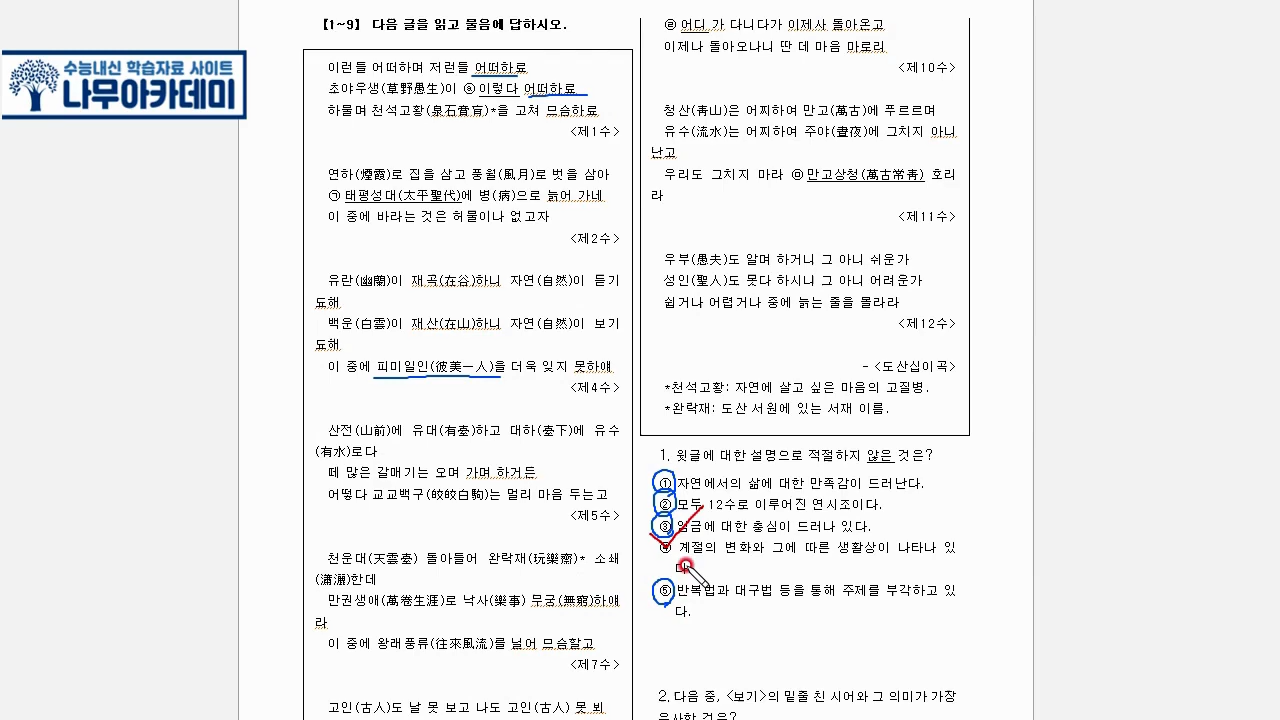 수능내신 학습자료 사이트
나무아카데미
【1~9】 다음 글을 읽고 물음에 답하시오.
이런들 어떠하며 저런들 어떠하료
초야우생(草野愚生)이 ⓐ 이렇다 어떠하료
하물며 천석고황(泉石膏肓)*을 고쳐 므슴하료
<제1수>
연하(煙霞)로 집을 삼고 풍월(風月)로 벗을 삼아
㉠ 태평성대(太平聖代)에 병(病)으로 늙어 가네
이 중에 바라는 것은 허물이나 없고자
<제2수>
유란(幽蘭)이 재곡(在谷)하니 자연(自然)이 듣기
됴해
백운(白雲)이 재산(在山)하니 자연(自然)이 보기
됴해
이 중에 피미일인(彼美一人)을 더욱 잊지 못하얘
<제4수>
산전(山前)에 유대(有臺)하고 대하(臺下)에 유수
(有水)로다
떼 많은 갈매기는 오며 가며 하거든
어떻다 교교백구(皎皎白駒)는 멀리 마음 두는고
<제5수>
천운대(天雲臺) 돌아들어 완락재(玩樂齋)* 소쇄
(瀟灑)한데
만권생애(萬卷生涯)로 낙사(樂事) 무궁(無窮)하얘
라
이 중에 왕래풍류(往來風流)를 닐어 므슴할고
<제7수>
고인(古人)도 날 못 보고 나도 고인(古人) 못 뵈
어디 가 다니다가 이제사 돌아온고
이제나 돌아오나니 딴 데 마음 마로리
<제10수>
청산(靑山)은 어찌하여 만고(萬古)에 푸르르며
유수(流水)는 어찌하여 주야(晝夜)에 그치지 아니
난고
우리도 그치지 마라 만고상청(萬古常靑) 호리
라
<제11수>
우부(愚夫)도 알며 하거니 그 아니 쉬운가
성인(聖人)도 못다 하시니 그 아니 어려운가
쉽거나 어렵거나 중에 늙는 줄을 몰라라
<제12수>
- <도산십이곡>
*천석고황: 자연에 살고 싶은 마음의 고질병.
*완락재: 도산 서원에 있는 서재 이름.
1. 윗글에 대한 설명으로 적절하지 않은 것은?
① 자연에서의 삶에 대한 만족감이 드러난다.
② 모두 12수로 이루어진 연시조이다.
③ 임금에 대한 충심이 드러나 있다.
④ 계절의 변화와 그에 따른 생활상이 나타나 있
다.
⑤ 반복법과 대구법 등을 통해 주제를 부각하고 있
다.
2. 다음 중, <보기>의 밑줄 친 시어와 그 의미가 가장
유사한 것은?